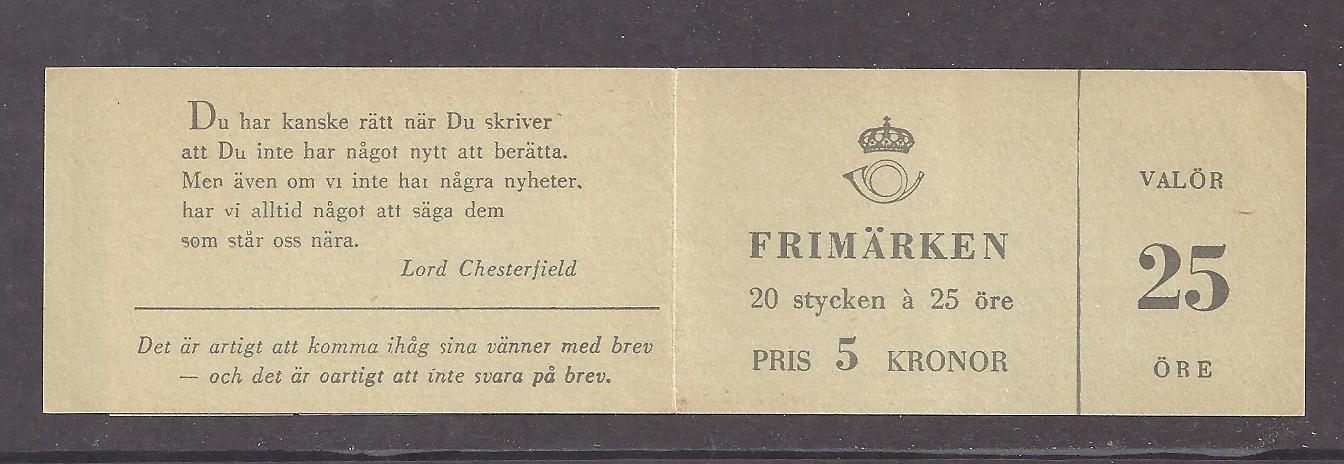 Du har kanske rätt när Du skriver
att Du inte har något nytt att berätta.
Men även om vi inte har några nyheter,
har vi alltid något att säga dem
som står oss nära.
Lord Chesterfield
Det är artigt att komma ihåg sina vänner med brev
— och det är oartigt att inte svara på brev.
FRIMÄRKEN
20 stycken à 25 öre
PRIS 5 KRONOR
VALÖR
25
ÖRE